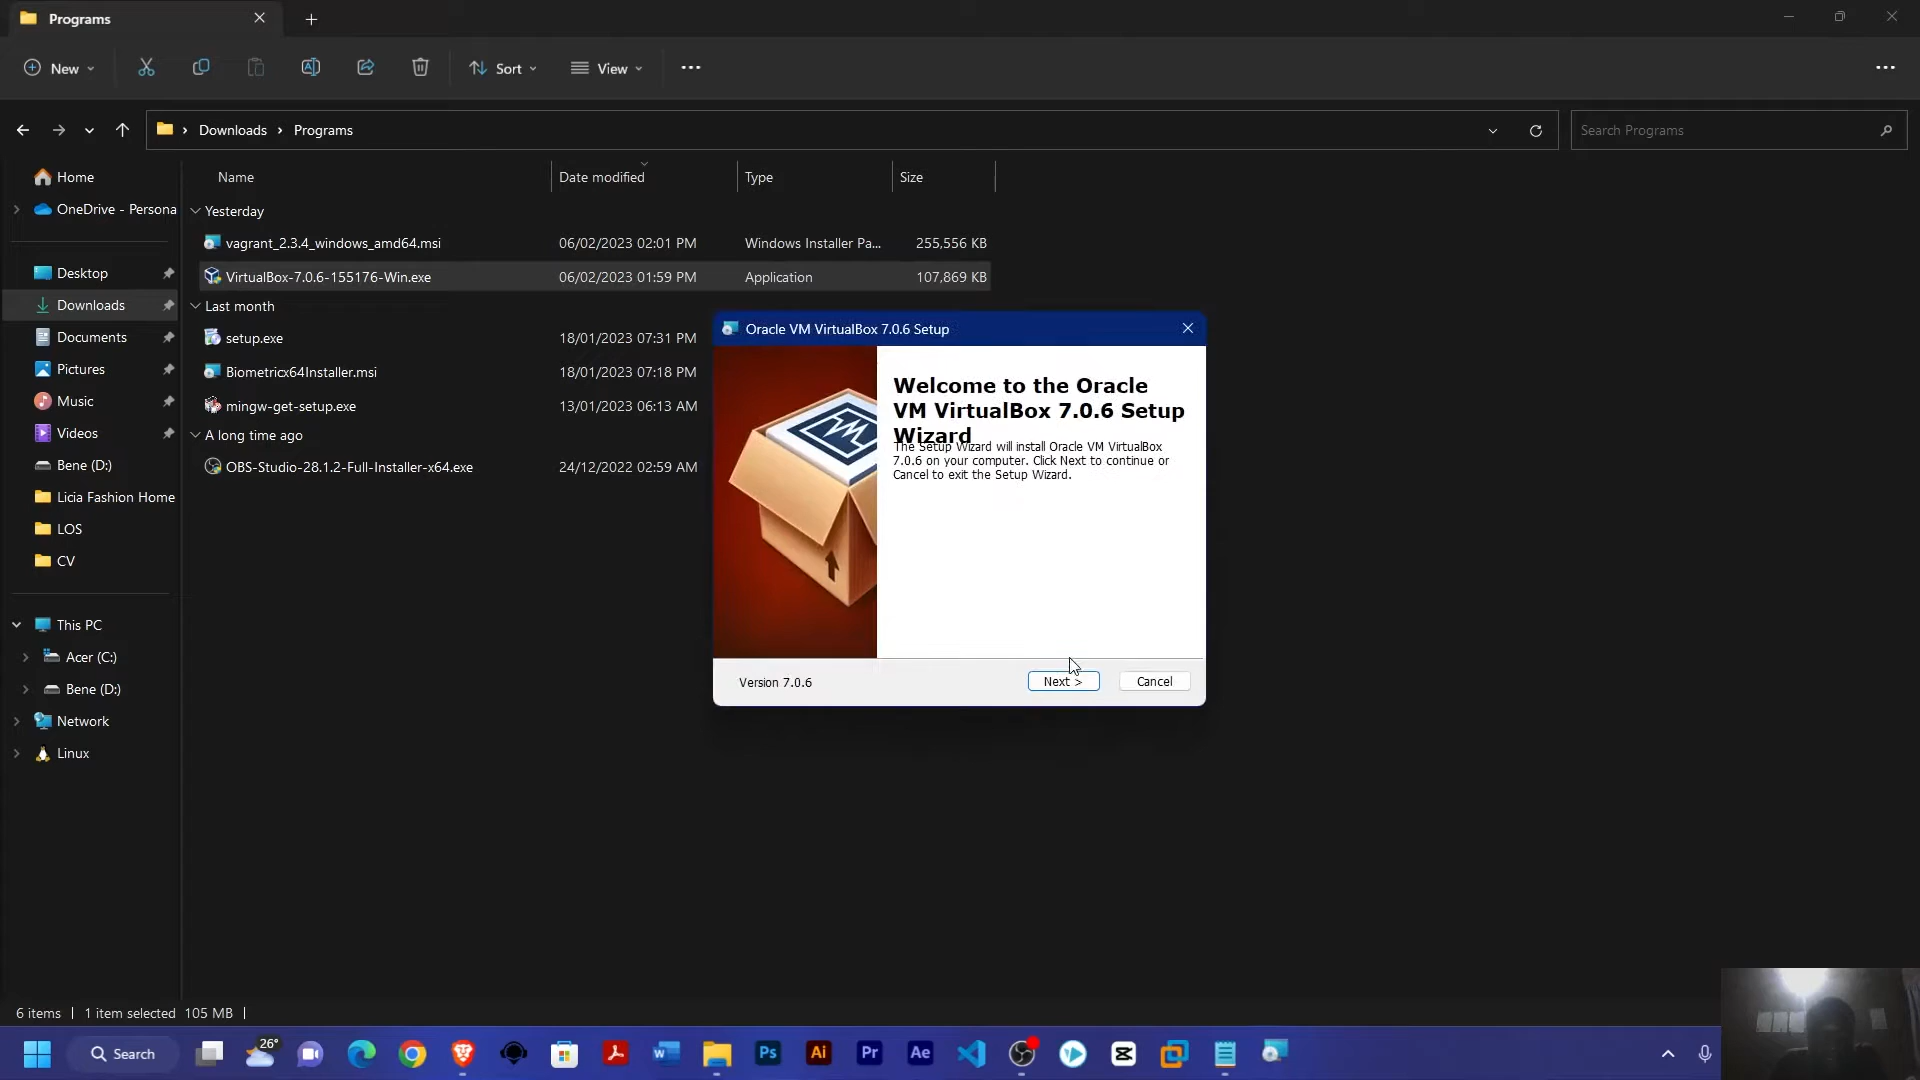 Programs
New
Sort
View
Downloads
Programs
Search Programs
Name
Date modified
Type
Size
Home
OneDrive - Persona
Desktop
Downloads
Documents
Pictures
Music
Videos
Bene (D:)
Licia Fashion Home
LOS
CV
This PC
Acer (C:)
Bene (D:)
Network
Linux
Yesterday
vagrant_2.3.4_windows_amd64.msi 06/02/2023 02:01 PM Windows Installer Pa... 255,556 KB
VirtualBox-7.0.6-155176-Win.exe 06/02/2023 01:59 PM Application 107,869 KB
Last month
setup.exe 18/01/2023 07:31 PM
Biometricx64Installer.msi 18/01/2023 07:18 PM
mingw-get-setup.exe 13/01/2023 06:13 AM
A long time ago
OBS-Studio-28.1.2-Full-Installer-x64.exe 24/12/2022 02:59 AM
Oracle VM VirtualBox 7.0.6 Setup
Welcome to the Oracle
VM VirtualBox 7.0.6 Setup
Wizard
The Setup Wizard will install Oracle VM VirtualBox
7.0.6 on your computer. Click Next to continue or
Cancel to exit the Setup Wizard.
Version 7.0.6
Next >
Cancel
6 items
1 item selected 105 MB
Search
26°
Ps
Ai
Pr
Ae